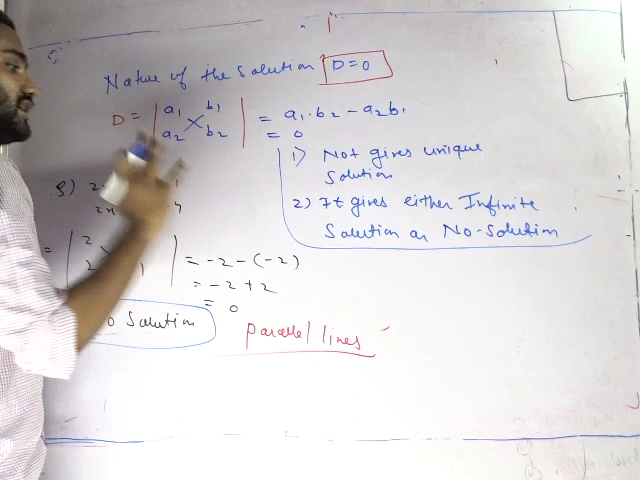 Nature of the Solution D=0
D = | a1 b1 a2 b2 | = a1.b2 - a2b1
= 0
1) Not gives unique
Solution
2) It gives either Infinite
Solution or No-Solution
= -2 - (-2)
= -2 + 2
= 0
Solution
Parallel lines